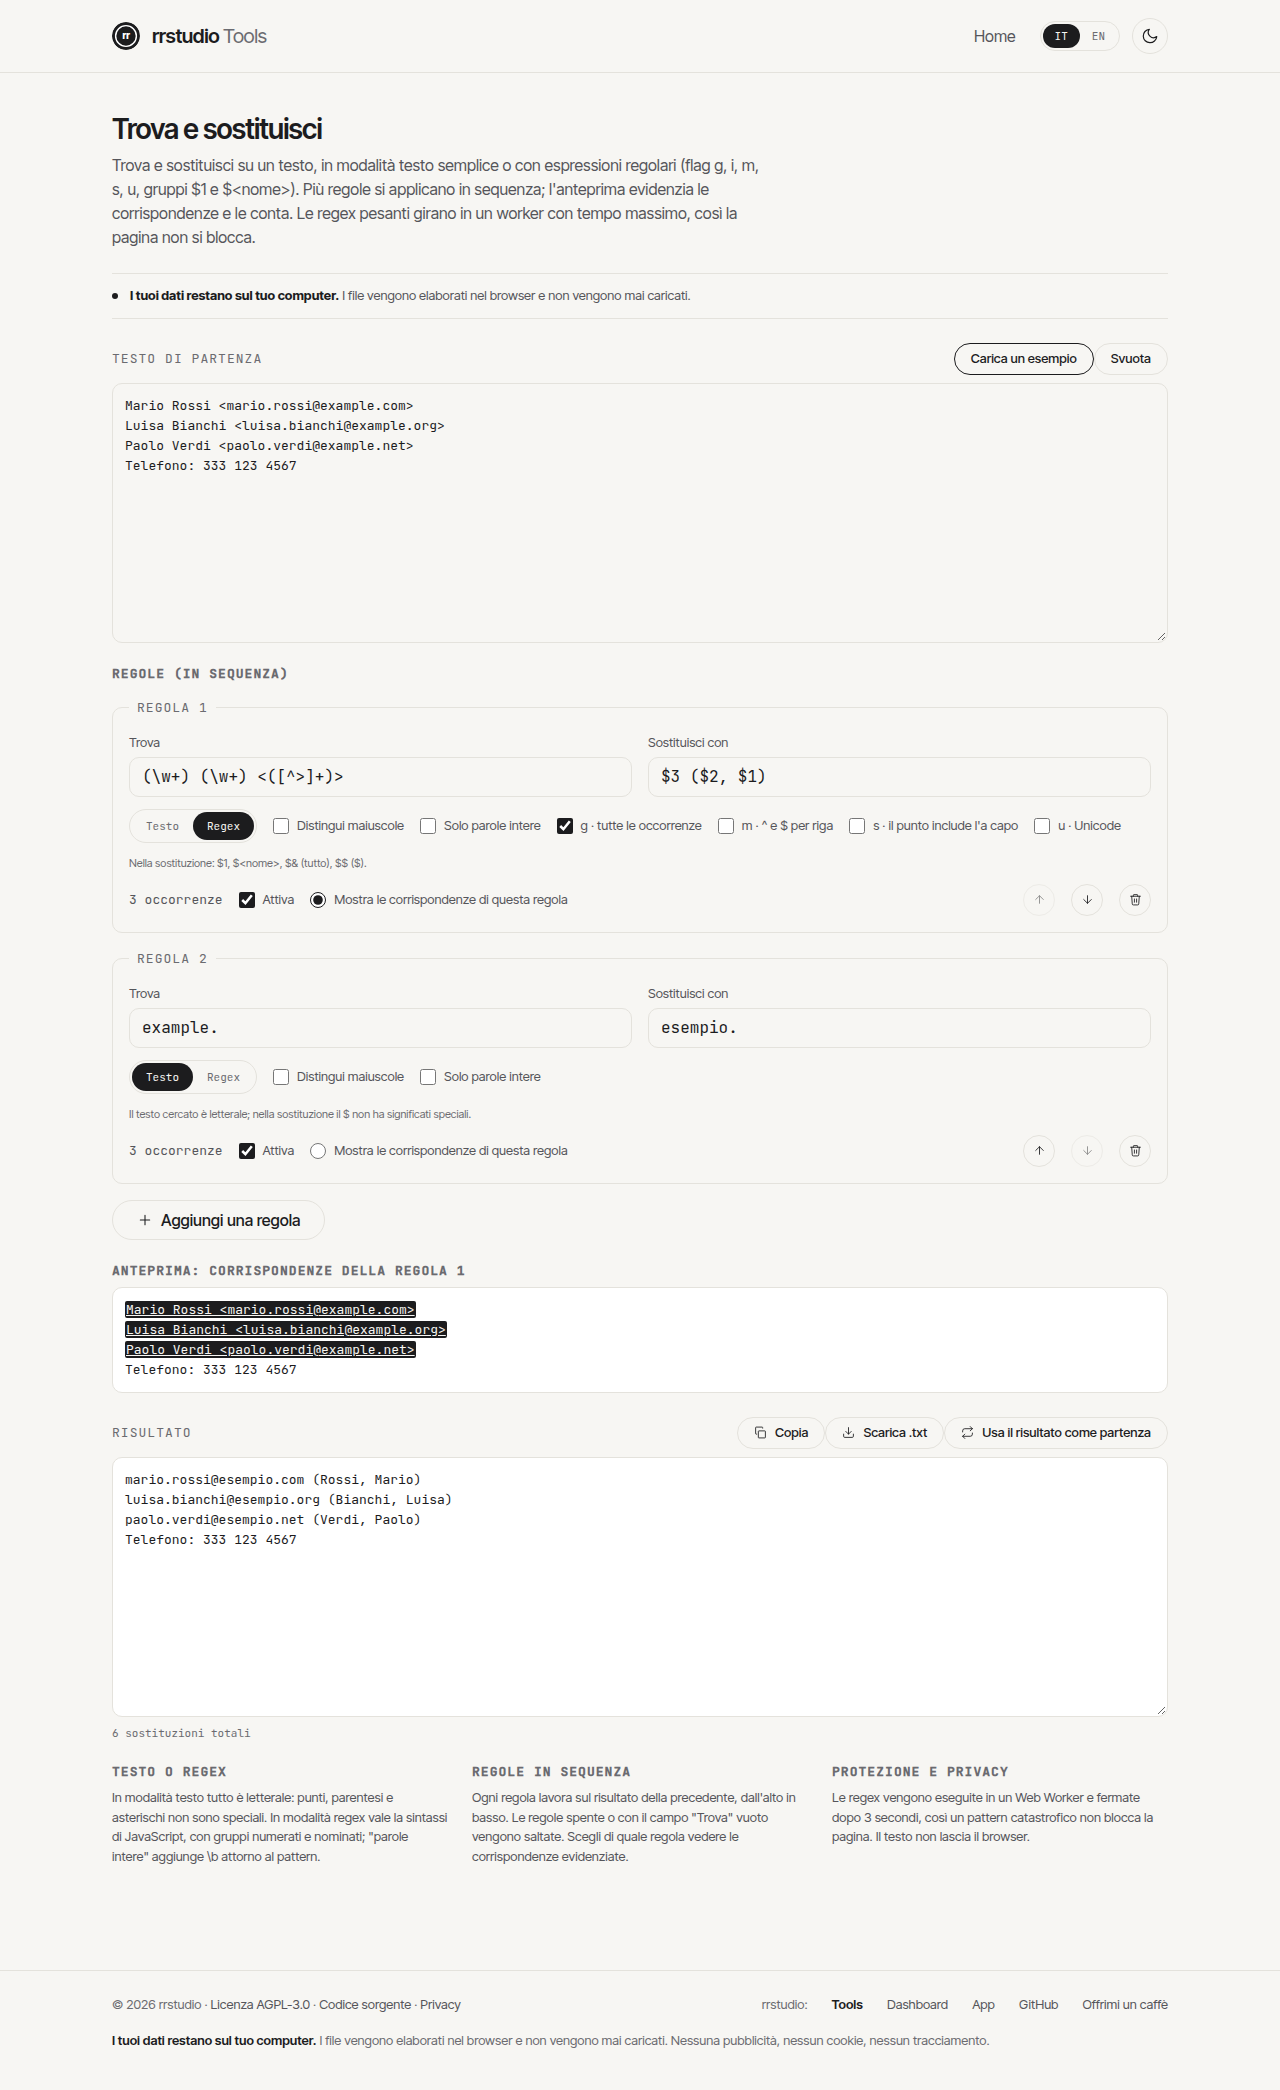 rr rrstudio Tools
Home
IT EN
Trova e sostituisci
Trova e sostituisci su un testo, in modalità testo semplice o con espressioni regolari (flag g, i, m,
s, u, gruppi $1 e $<nome>). Più regole si applicano in sequenza; l'anteprima evidenzia le
corrispondenze e le conta. Le regex pesanti girano in un worker con tempo massimo, così la
pagina non si blocca.
I tuoi dati restano sul tuo computer. I file vengono elaborati nel browser e non vengono mai caricati.
TESTO DI PARTENZA
Carica un esempio Svuota
Mario Rossi <mario.rossi@example.com>
Luisa Bianchi <luisa.bianchi@example.org>
Paolo Verdi <paolo.verdi@example.net>
Telefono: 333 123 4567
REGOLE (IN SEQUENZA)
REGOLA 1
Trova Sostituisci con
(\w+) (\w+) <([^>]+)> $3 ($2, $1)
Testo Regex Distingui maiuscole Solo parole intere g · tutte le occorrenze m · ^ e $ per riga s · il punto include l'a capo u · Unicode
Nella sostituzione: $1, $<nome>, $& (tutto), $$ ($).
3 occorrenze Attiva Mostra le corrispondenze di questa regola
REGOLA 2
Trova Sostituisci con
example. esempio.
Testo Regex Distingui maiuscole Solo parole intere
Il testo cercato è letterale; nella sostituzione il $ non ha significati speciali.
3 occorrenze Attiva Mostra le corrispondenze di questa regola
Aggiungi una regola
ANTEPRIMA: CORRISPONDENZE DELLA REGOLA 1
Mario Rossi <mario.rossi@example.com>
Luisa Bianchi <luisa.bianchi@example.org>
Paolo Verdi <paolo.verdi@example.net>
Telefono: 333 123 4567
RISULTATO
Copia Scarica .txt Usa il risultato come partenza
mario.rossi@esempio.com (Rossi, Mario)
luisa.bianchi@esempio.org (Bianchi, Luisa)
paolo.verdi@esempio.net (Verdi, Paolo)
Telefono: 333 123 4567
6 sostituzioni totali
TESTO O REGEX
In modalità testo tutto è letterale: punti, parentesi e
asterischi non sono speciali. In modalità regex vale la sintassi
di JavaScript, con gruppi numerati e nominati; "parole
intere" aggiunge \b attorno al pattern.
REGOLE IN SEQUENZA
Ogni regola lavora sul risultato della precedente, dall'alto in
basso. Le regole spente o con il campo "Trova" vuoto
vengono saltate. Scegli di quale regola vedere le
corrispondenze evidenziate.
PROTEZIONE E PRIVACY
Le regex vengono eseguite in un Web Worker e fermate
dopo 3 secondi, così un pattern catastrofico non blocca la
pagina. Il testo non lascia il browser.
© 2026 rrstudio · Licenza AGPL-3.0 · Codice sorgente · Privacy
rrstudio: Tools Dashboard App GitHub Offrimi un caffè
I tuoi dati restano sul tuo computer. I file vengono elaborati nel browser e non vengono mai caricati. Nessuna pubblicità, nessun cookie, nessun tracciamento.